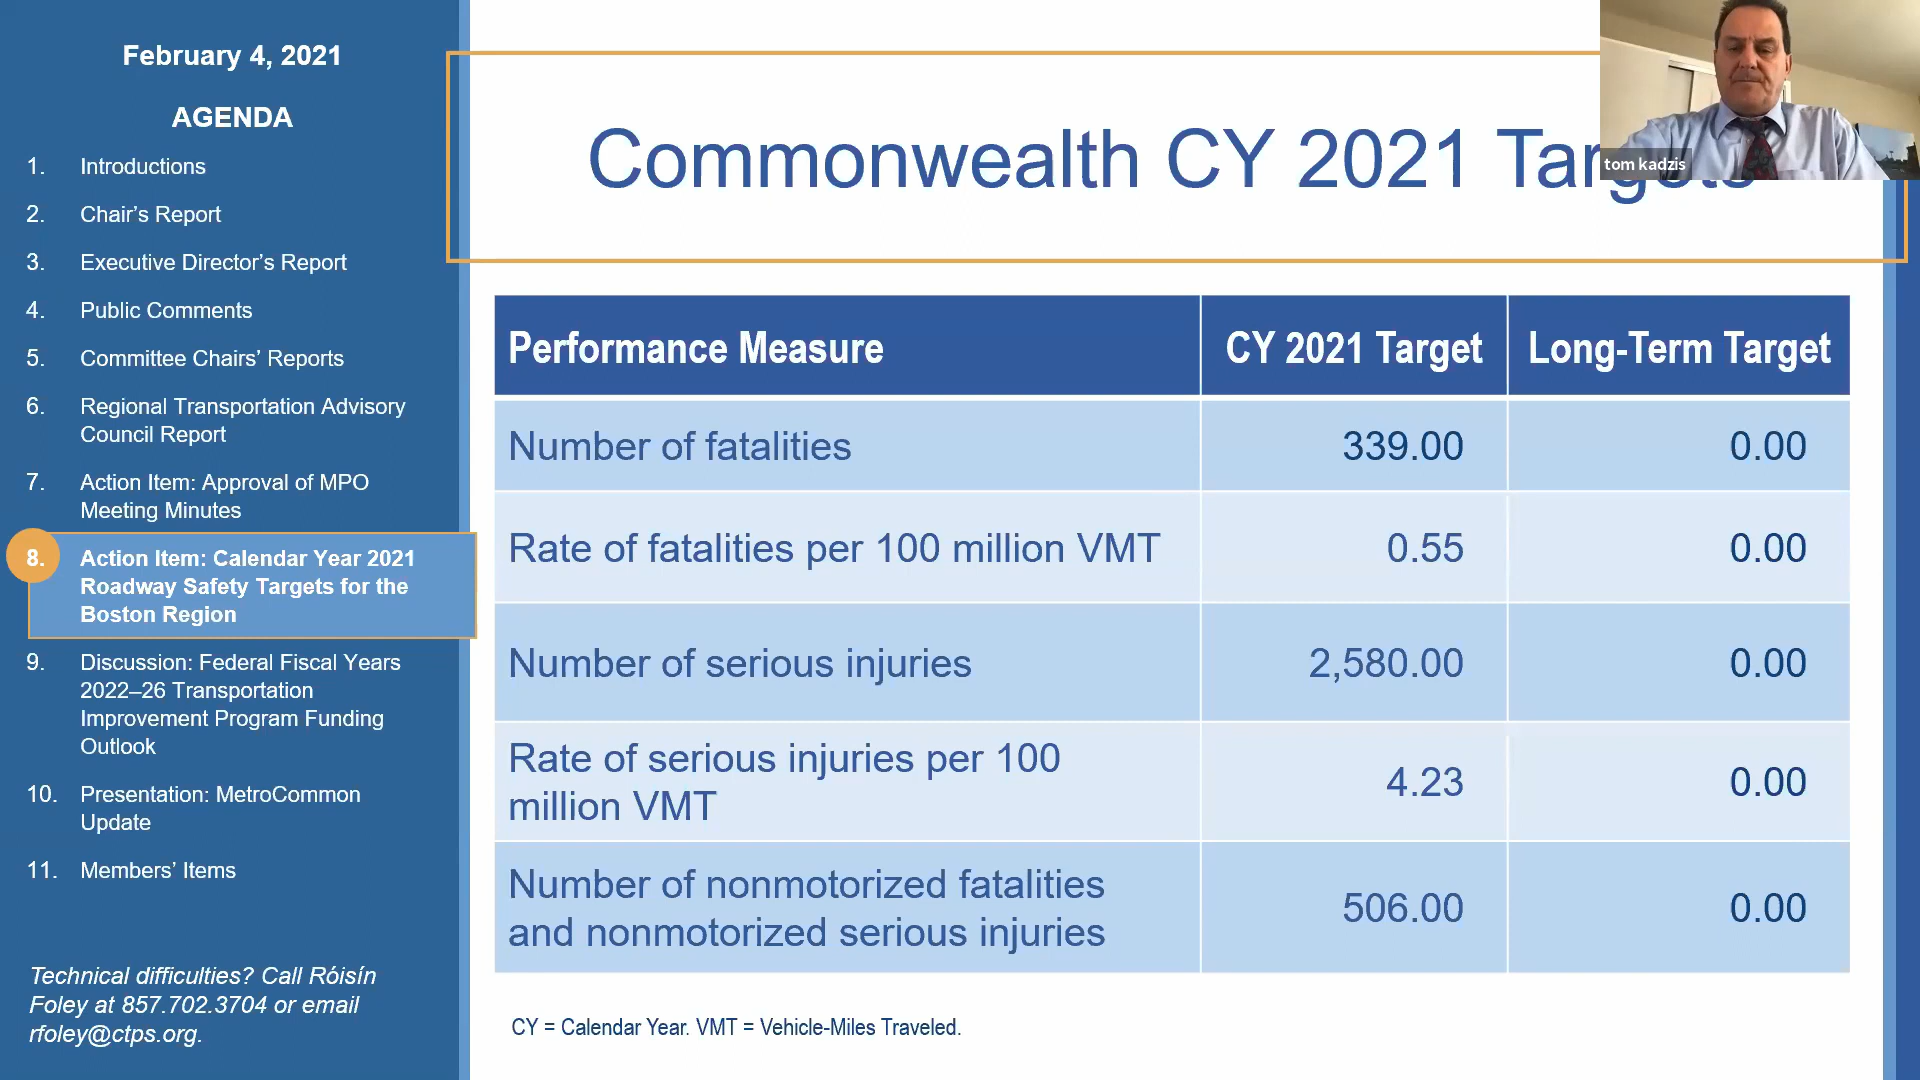 February 4, 2021
AGENDA
1. Introductions
2. Chair’s Report
3. Executive Director’s Report
4. Public Comments
5. Committee Chairs’ Reports
6. Regional Transportation Advisory
Council Report
7. Action Item: Approval of MPO
Meeting Minutes
8. Action Item: Calendar Year 2021
Roadway Safety Targets for the
Boston Region
9. Discussion: Federal Fiscal Years
2022–26 Transportation
Improvement Program Funding
Outlook
10. Presentation: MetroCommon
Update
11. Members’ Items
Technical difficulties? Call Róisín
Foley at 857.702.3704 or email
rfoley@ctps.org.
Commonwealth CY 2021 Targets
tom kadzis
Performance Measure CY 2021 Target Long-Term Target
Number of fatalities 339.00 0.00
Rate of fatalities per 100 million VMT 0.55 0.00
Number of serious injuries 2,580.00 0.00
Rate of serious injuries per 100
million VMT 4.23 0.00
Number of nonmotorized fatalities
and nonmotorized serious injuries 506.00 0.00
CY = Calendar Year. VMT = Vehicle-Miles Traveled.